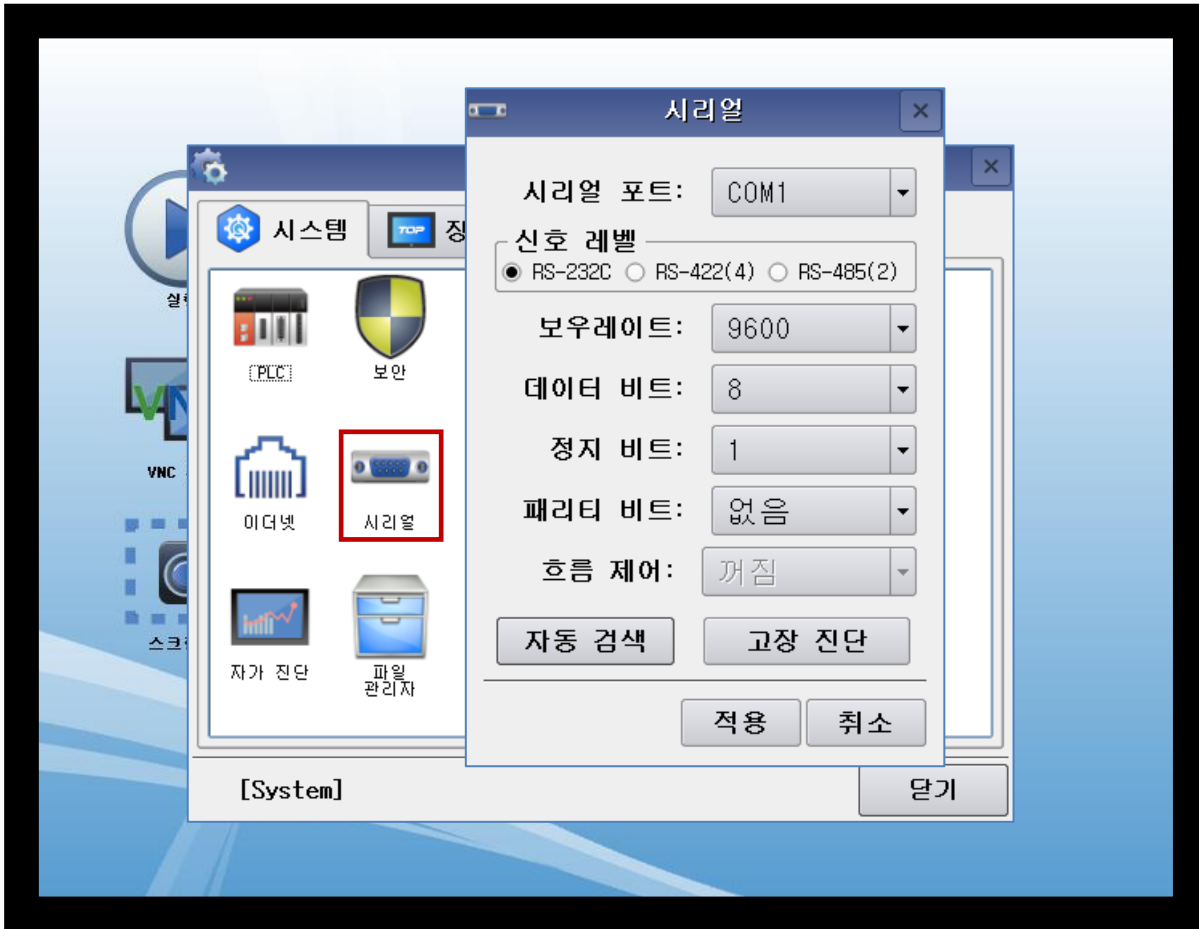 시리얼
시리얼 포트: COM1
신호 레벨
RS-232C RS-422(4) RS-485(2)
보우레이트: 9600
데이터 비트: 8
정지 비트: 1
패리티 비트: 없음
흐름 제어: 꺼짐
자동 검색 고장 진단
적용 취소
시스템 TOP
PLC 보안
이더넷 시리얼
자가 진단 파일
관리자
[System] 닫기
VNC